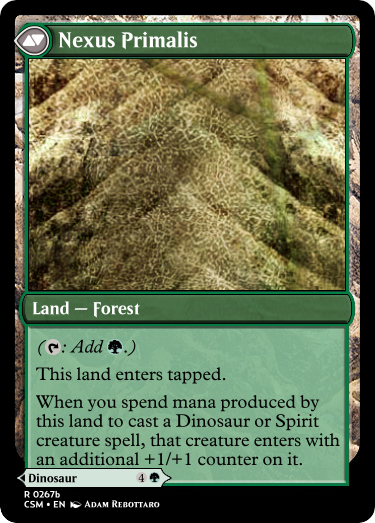 Nexus Primalis
Land — Forest
(: Add .)
This land enters tapped.
When you spend mana produced by
this land to cast a Dinosaur or Spirit
creature spell, that creature enters with
an additional +1/+1 counter on it.
Dinosaur 4
R 0267b
CSM • EN Adam Rebottaro